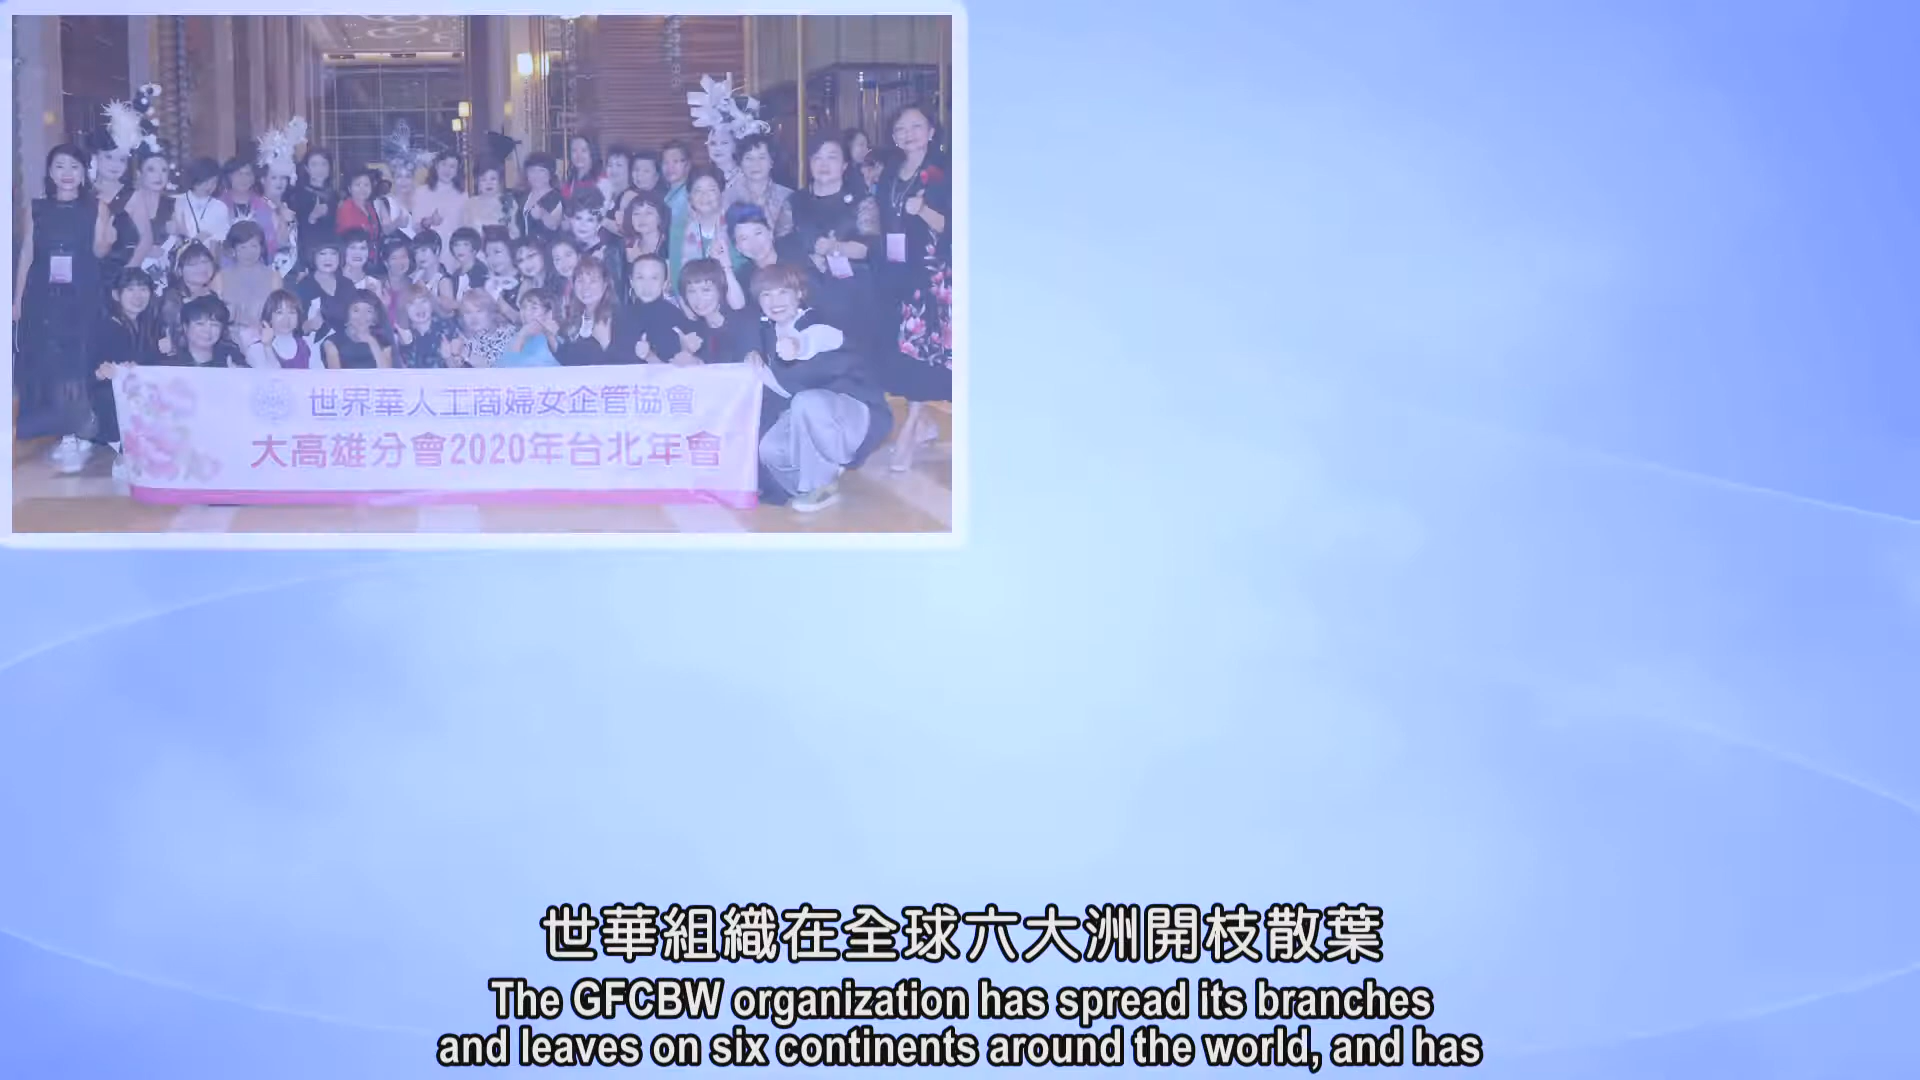 世界華人工商婦女企管協會
大高雄分會2020年台北年會
世華組織在全球六大洲開枝散葉
The GFCBW organization has spread its branches
and leaves on six continents around the world, and has